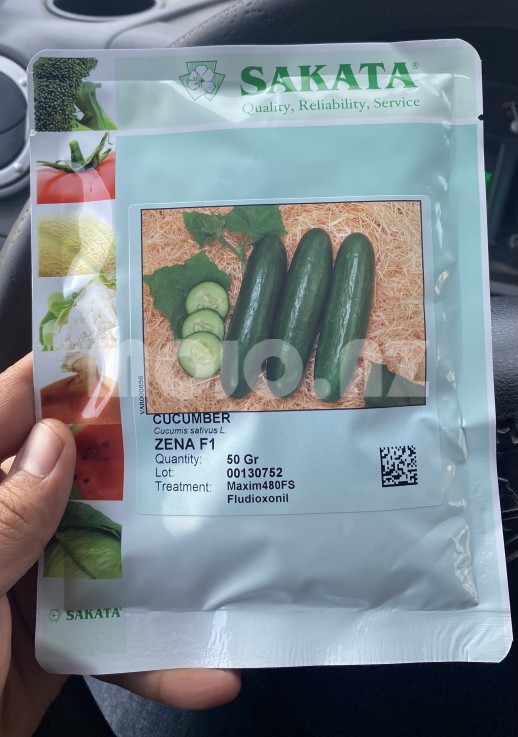 SAKATA®
Quality, Reliability, Service
CUCUMBER
Cucumis sativus L.
ZENA F1
Quantity: 50 Gr
Lot: 00130752
Treatment: Maxim480FS
Fludioxonil
SAKATA